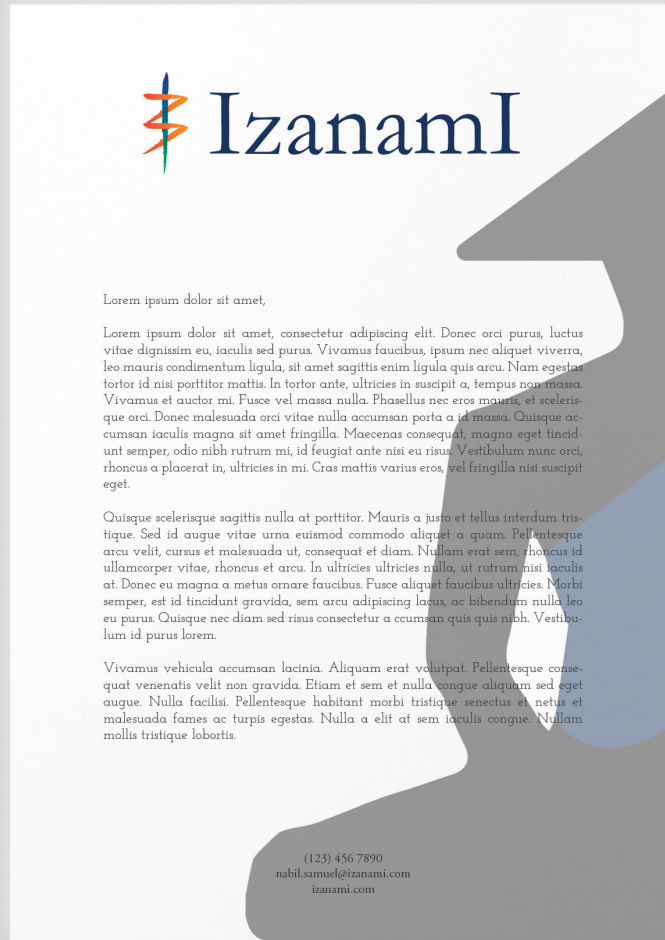 IzanamI
Lorem ipsum dolor sit amet,
Lorem ipsum dolor sit amet, consectetur adipiscing elit. Donec orci purus, luctus
vitae dignissim eu, iaculis sed purus. Vivamus faucibus, ipsum nec aliquet viverra,
leo mauris condimentum ligula, sit amet sagittis enim ligula quis arcu. Nam egestas
tortor id nisi porttitor mattis. In tortor ante, ultricies in suscipit a, tempus non massa.
Vivamus et auctor mi. Fusce vel massa nulla. Phasellus nec eros mauris, et sceleris-
que orci. Donec malesuada orci vitae nulla accumsan porta a id massa. Quisque ac-
cumsan iaculis magna sit amet fringilla. Maecenas consequat, magna eget tincid-
unt semper, odio nibh rutrum mi, id feugiat ante nisi eu risus. Vestibulum nunc orci,
rhoncus a placerat in, ultricies in mi. Cras mattis varius eros, vel fringilla nisi suscipit
eget.
Quisque scelerisque sagittis nulla at porttitor. Mauris a justo et tellus interdum tris-
tique. Sed id augue vitae urna euismod commodo aliquet a quam. Pellentesque
arcu velit, cursus et malesuada ut, consequat et diam. Nullam erat sem, rhoncus id
ullamcorper vitae, rhoncus et arcu. In ultricies ultricies nulla, ut rutrum nisi iaculis
at. Donec eu magna a metus ornare faucibus. Fusce aliquet faucibus ultricies. Morbi
semper, est id tincidunt gravida, sem arcu adipiscing lacus, ac bibendum nulla leo
eu purus. Quisque nec diam sed risus consectetur a ccumsan quis quis nibh. Vestibu-
lum id purus lorem.
Vivamus vehicula accumsan lacinia. Aliquam erat volutpat. Pellentesque conse-
quat venenatis velit non gravida. Etiam et sem et nulla congue aliquam sed eget
augue. Nulla facilisi. Pellentesque habitant morbi tristique senectus et netus et
malesuada fames ac turpis egestas. Nulla a elit at sem iaculis congue. Nullam
mollis tristique lobortis.
(123) 456 7890
nabil.samuel@izanami.com
izanami.com